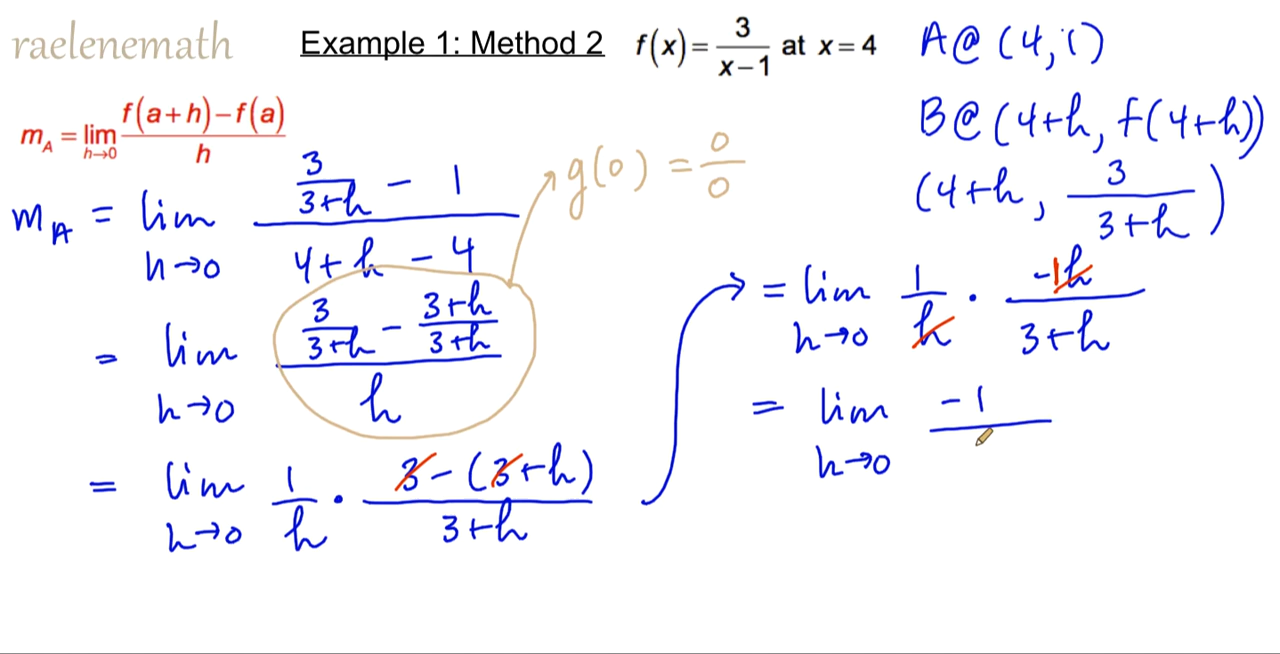 raelenemath
Example 1: Method 2 f(x) = 3/(x−1) at x = 4
A@ (4, 1)
m_A = lim_{h→0} (f(a+h) − f(a))/h
B@ (4+h, f(4+h))
(4+h, 3/(3+h))
m_A = lim_{h→0} (3/(3+h) − 1)/(4+h − 4)
g(0) = 0/0
= lim_{h→0} (3/(3+h) − (3+h)/(3+h))/h
= lim_{h→0} 1/h · (3 − (3+h))/(3+h)
= lim_{h→0} 1/h · (−1h)/(3+h)
= lim_{h→0} −1/